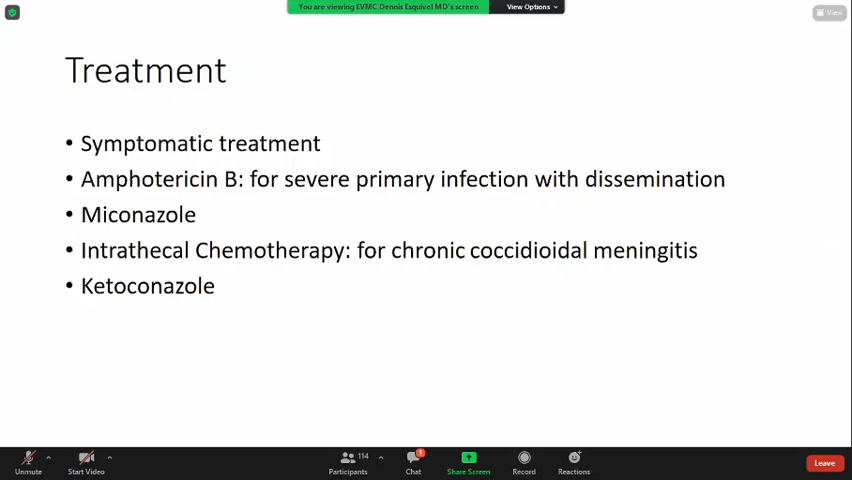 You are viewing EVMC Dennis Esquivel MD's screen
View Options
View
Treatment
• Symptomatic treatment
• Amphotericin B: for severe primary infection with dissemination
• Miconazole
• Intrathecal Chemotherapy: for chronic coccidioidal meningitis
• Ketoconazole
114
1
Unmute
Start Video
Participants
Chat
Share Screen
Record
Reactions
Leave